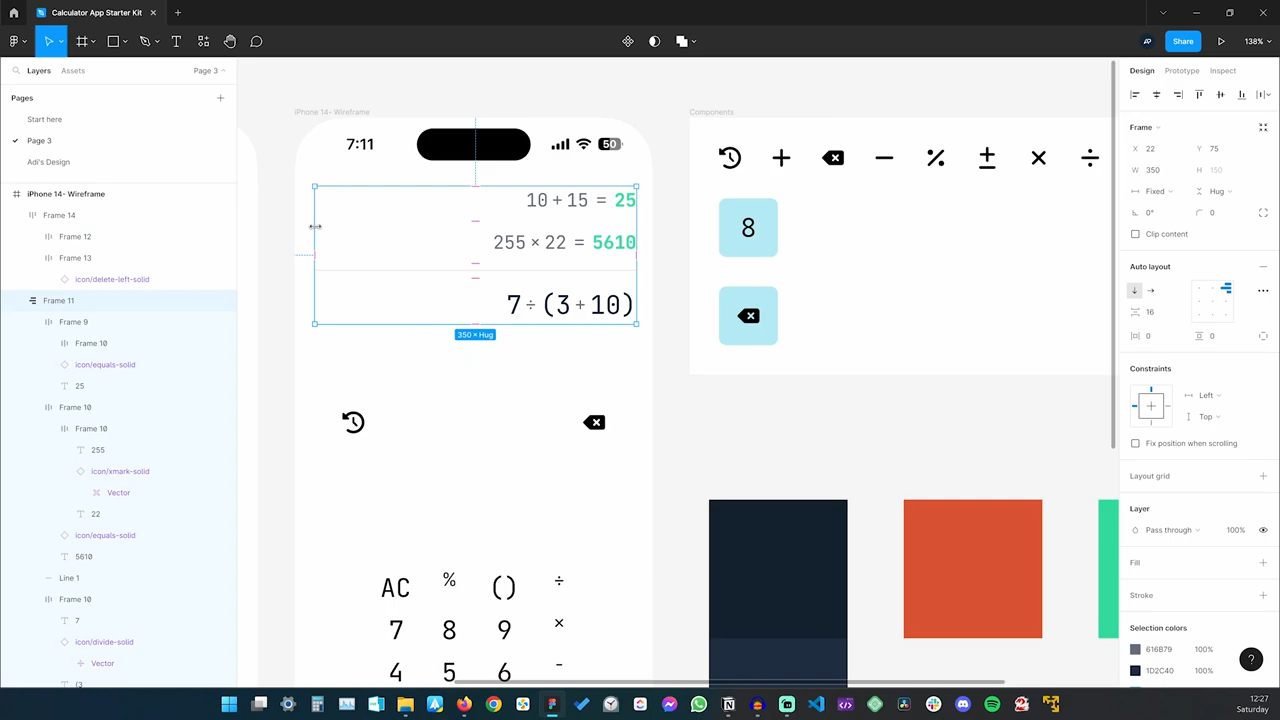 Calculator App Starter Kit
Share
138%
Layers
Assets
Page 3
Pages
Start here
Page 3
Adi's Design
iPhone 14- Wireframe
Frame 14
Frame 12
Frame 13
icon/delete-left-solid
Frame 11
Frame 9
Frame 10
icon/equals-solid
25
Frame 10
Frame 10
255
icon/xmark-solid
Vector
22
icon/equals-solid
5610
Line 1
Frame 10
7
icon/divide-solid
Vector
(3
iPhone 14- Wireframe
7:11
50
10 + 15 = 25
255 × 22 = 5610
7 ÷ (3 + 10)
350 × Hug
AC % () ÷
7 8 9 ×
4 5 6 -
Components
8
Design
Prototype
Inspect
Frame
X 22
Y 75
W 350
H 150
Fixed
Hug
0°
0
Clip content
Auto layout
16
0
0
Constraints
Left
Top
Fix position when scrolling
Layout grid
Layer
Pass through
100%
Fill
Stroke
Selection colors
616B79
100%
1D2C40
100%
?
12:27
Saturday